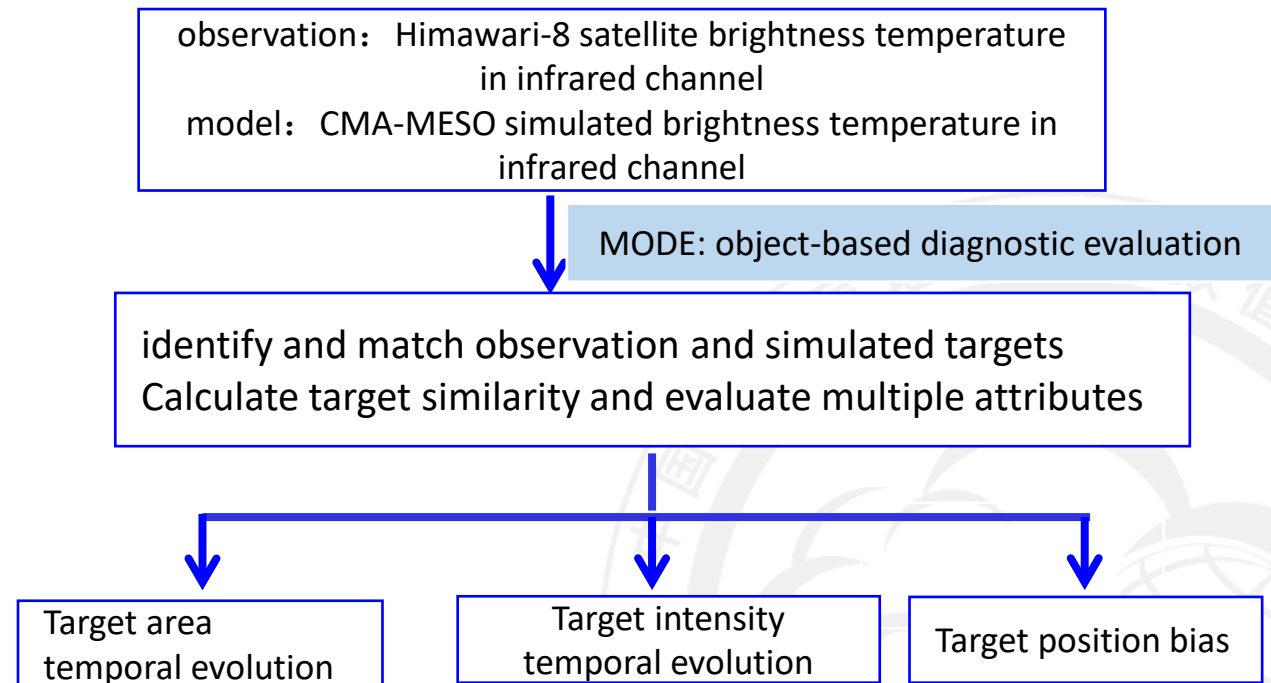 observation：Himawari-8 satellite brightness temperature
in infrared channel
model：CMA-MESO simulated brightness temperature in
infrared channel
MODE: object-based diagnostic evaluation
identify and match observation and simulated targets
Calculate target similarity and evaluate multiple attributes
Target area
temporal evolution
Target intensity
temporal evolution
Target position bias